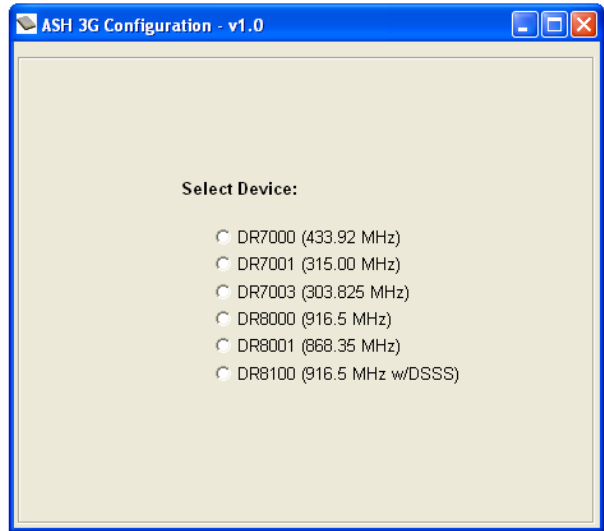 ASH 3G Configuration - v1.0
Select Device:
DR7000 (433.92 MHz)
DR7001 (315.00 MHz)
DR7003 (303.825 MHz)
DR8000 (916.5 MHz)
DR8001 (868.35 MHz)
DR8100 (916.5 MHz w/DSSS)